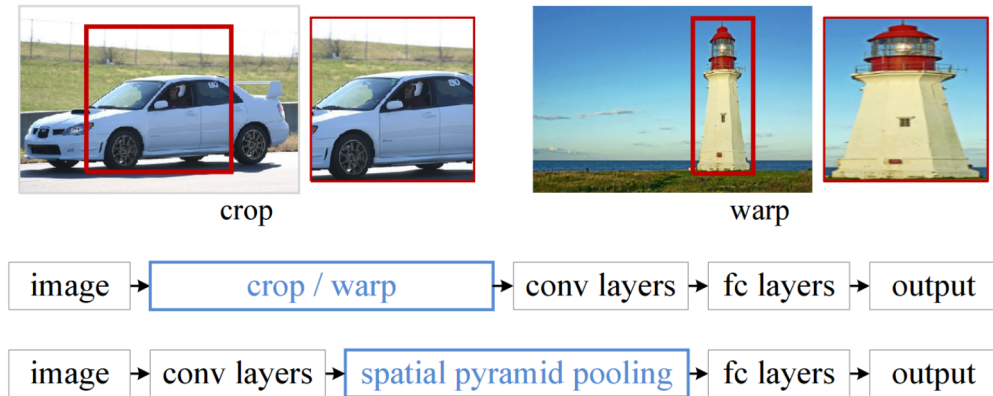 crop
warp
image
crop / warp
conv layers
fc layers
output
image
conv layers
spatial pyramid pooling
fc layers
output